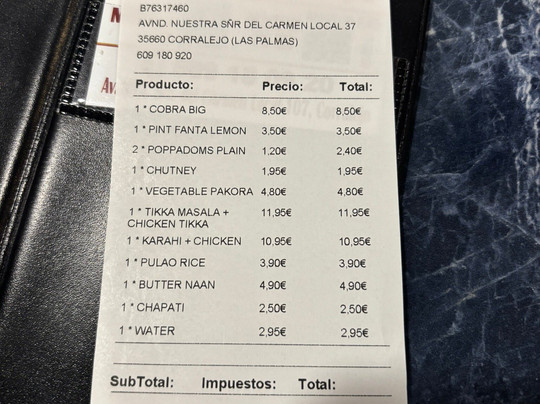 B76317460
AVND. NUESTRA SÑR DEL CARMEN LOCAL 37
35660 CORRALEJO (LAS PALMAS)
609 180 920
Producto: Precio: Total:
1 * COBRA BIG 8,50€ 8,50€
1 * PINT FANTA LEMON 3,50€ 3,50€
2 * POPPADOMS PLAIN 1,20€ 2,40€
1 * CHUTNEY 1,95€ 1,95€
1 * VEGETABLE PAKORA 4,80€ 4,80€
1 * TIKKA MASALA + 11,95€ 11,95€
CHICKEN TIKKA
1 * KARAHI + CHICKEN 10,95€ 10,95€
1 * PULAO RICE 3,90€ 3,90€
1 * BUTTER NAAN 4,90€ 4,90€
1 * CHAPATI 2,50€ 2,50€
1 * WATER 2,95€ 2,95€
SubTotal: Impuestos: Total: